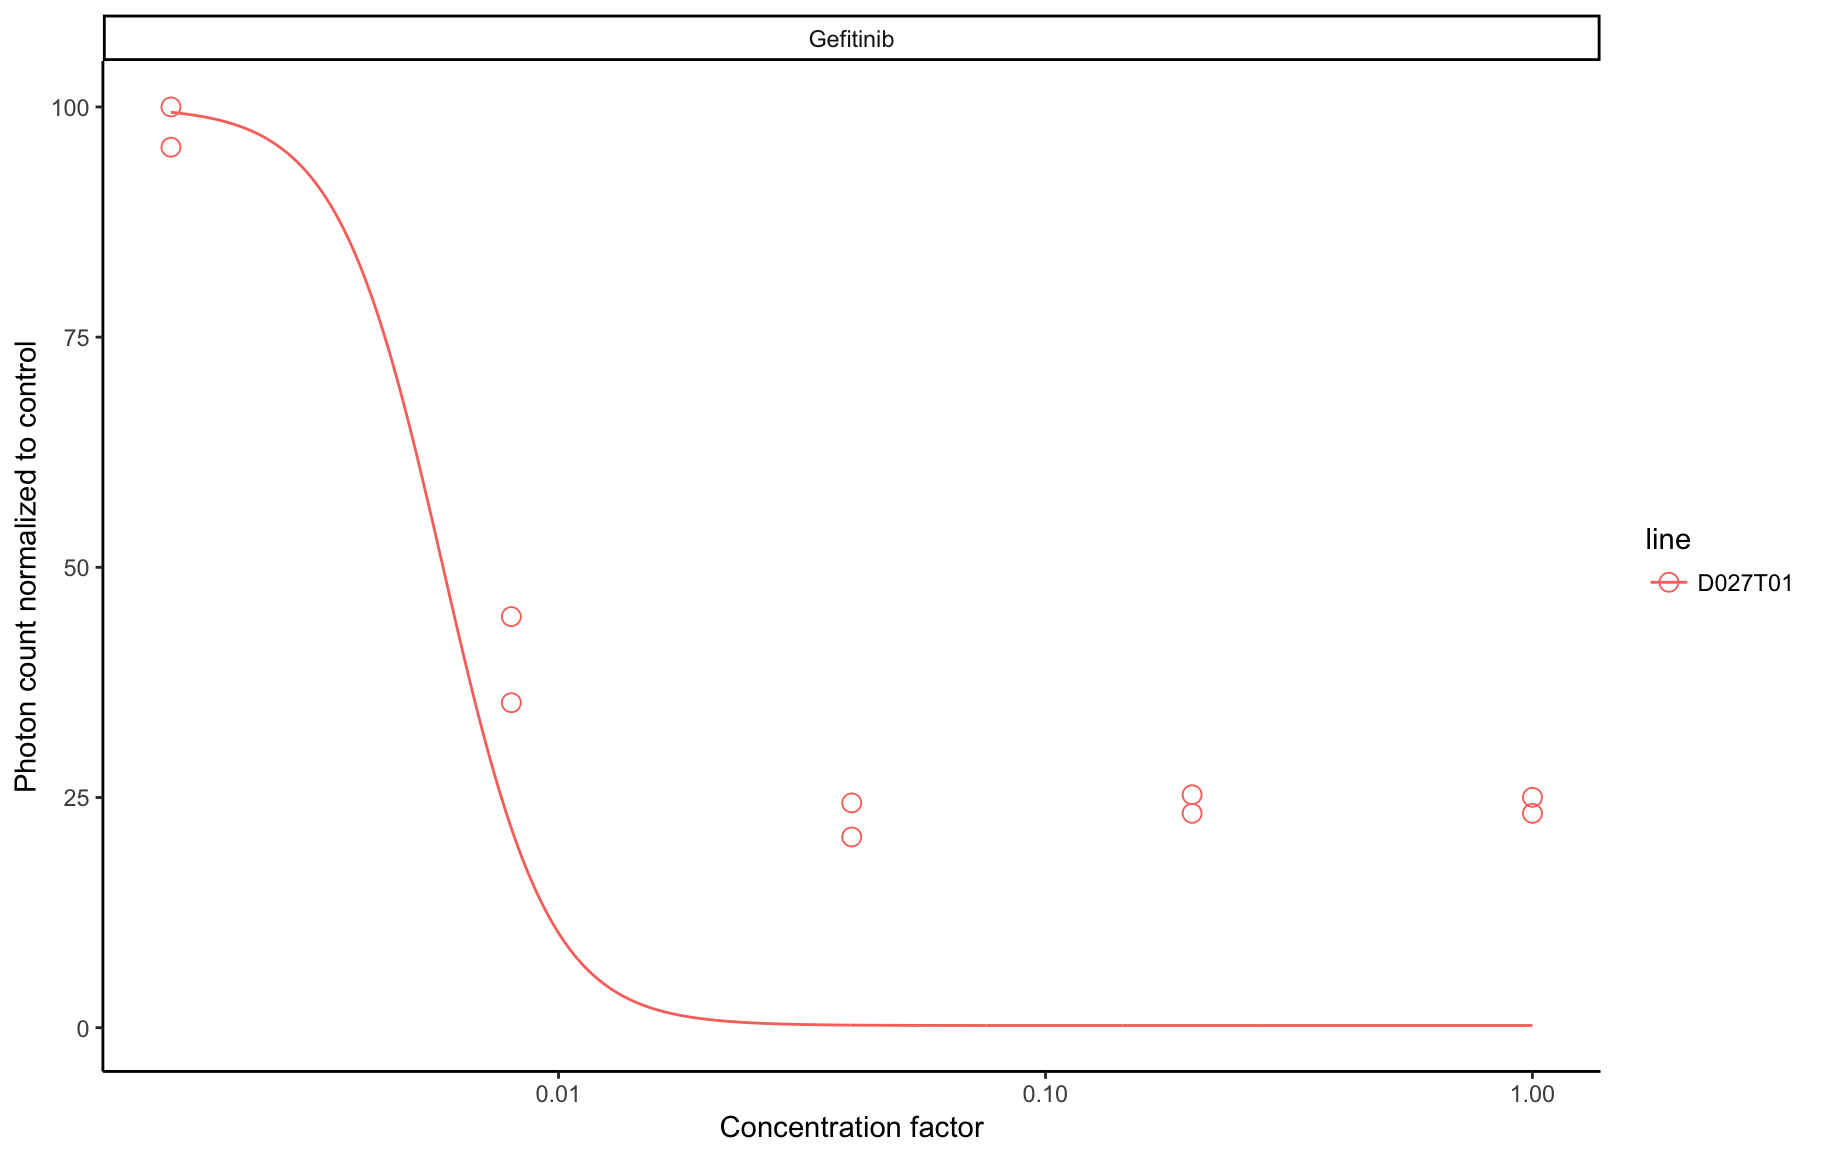 Gefitinib
100
75
50
25
0
Photon count normalized to control
0.01
0.10
1.00
Concentration factor
line
D027T01